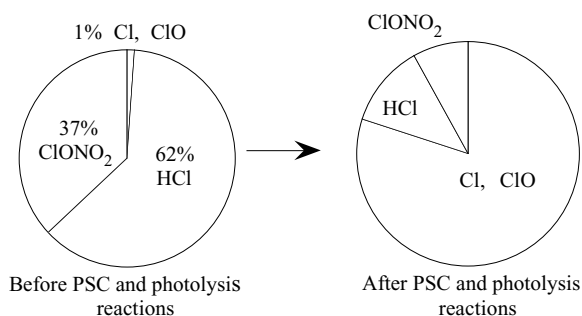 1% Cl, ClO
37%
ClONO2
62%
HCl
Before PSC and photolysis
reactions
ClONO2
HCl
Cl, ClO
After PSC and photolysis
reactions